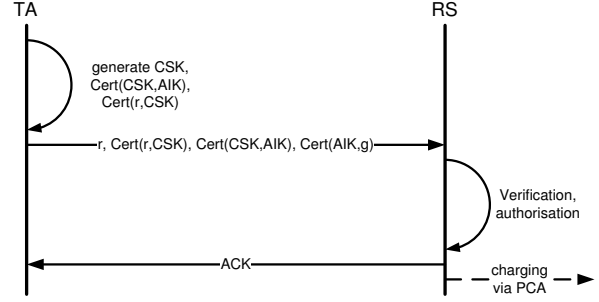 TA
RS
generate CSK,
Cert(CSK,AIK),
Cert(r,CSK)
r, Cert(r,CSK), Cert(CSK,AIK), Cert(AIK,g)
Verification,
authorisation
ACK
charging
via PCA